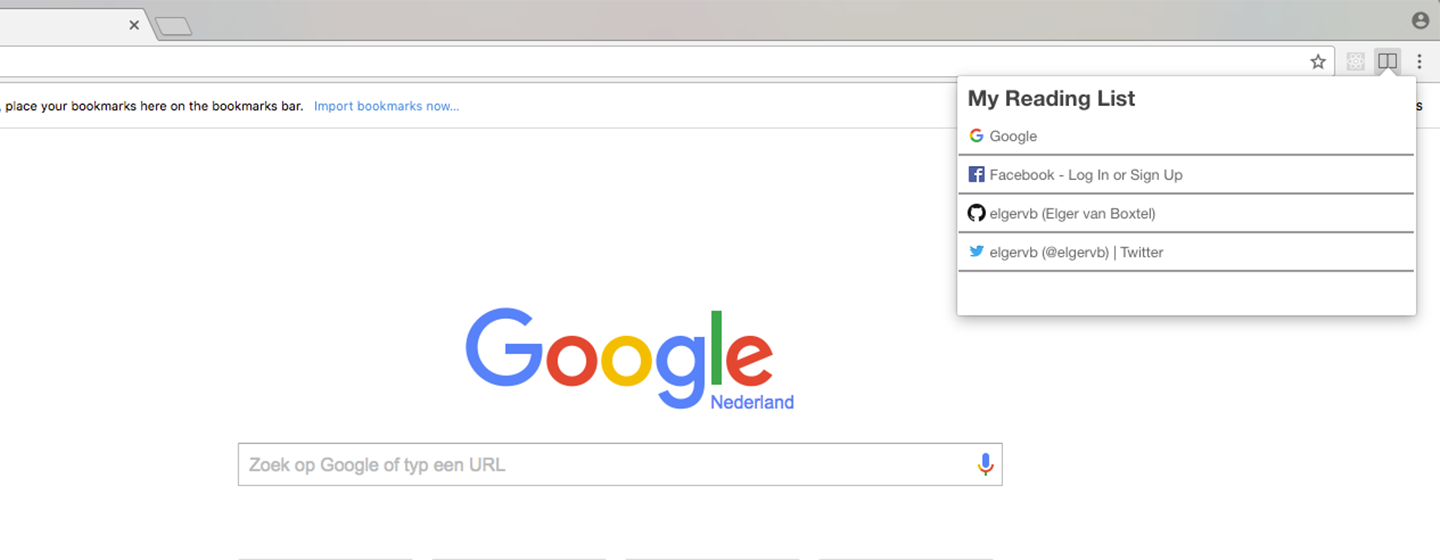 , place your bookmarks here on the bookmarks bar. Import bookmarks now...
s
My Reading List
Google
Facebook - Log In or Sign Up
elgervb (Elger van Boxtel)
elgervb (@elgervb) | Twitter
Google
Nederland
Zoek op Google of typ een URL